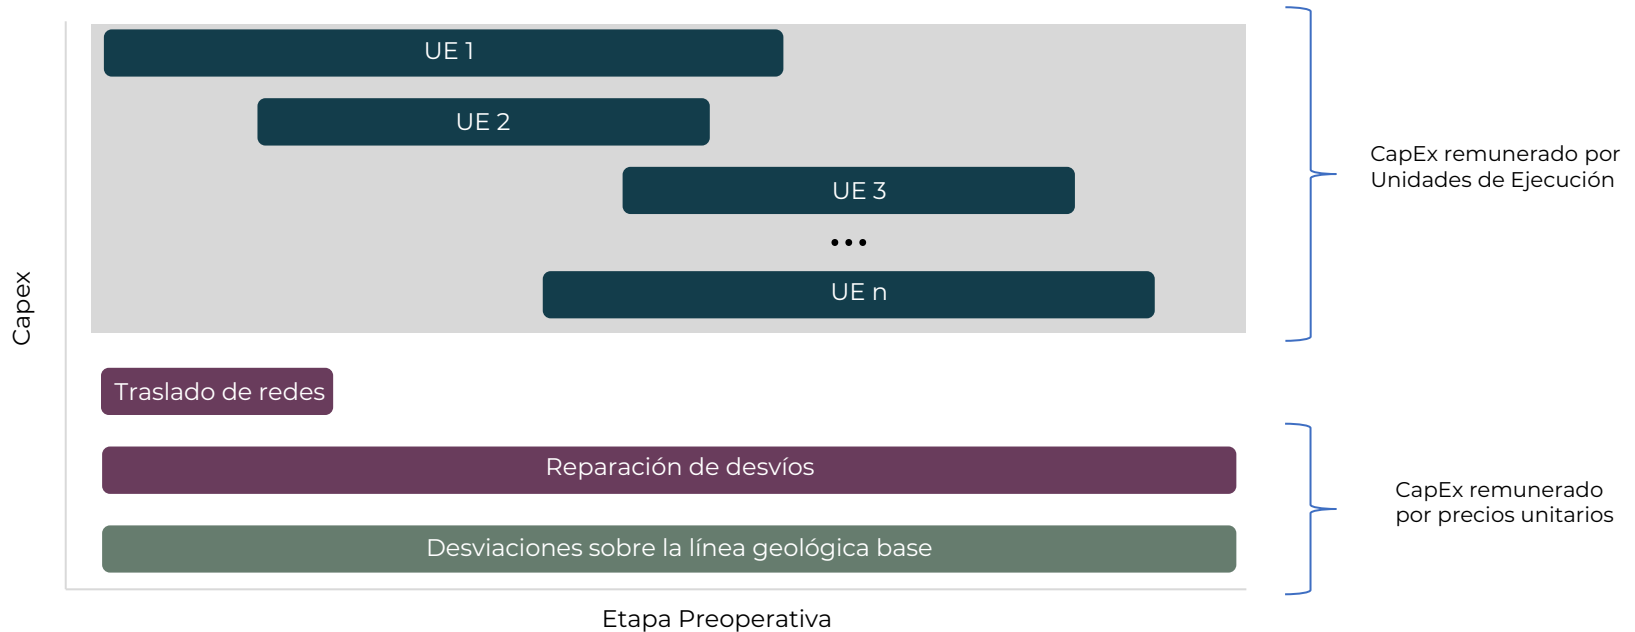 UE 1
UE 2
UE 3
...
UE n
CapEx remunerado por
Unidades de Ejecución
Capex
Traslado de redes
Reparación de desvíos
Desviaciones sobre la línea geológica base
CapEx remunerado
por precios unitarios
Etapa Preoperativa